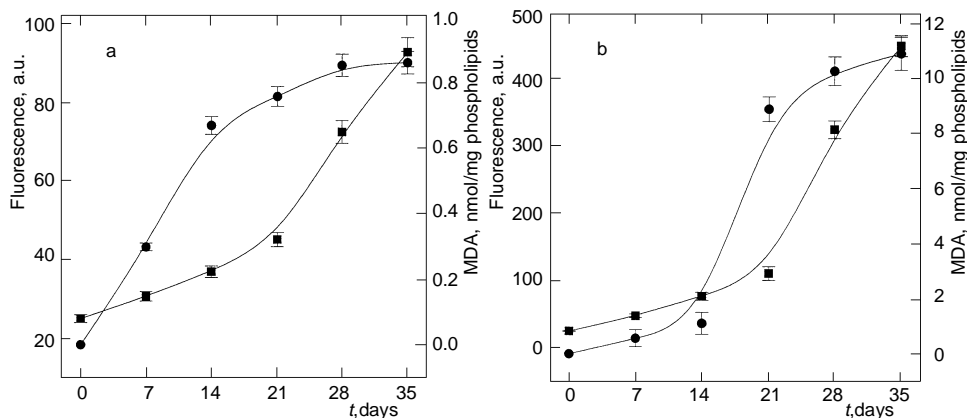 a
Fluorescence, a.u.
100
80
60
40
20
MDA, nmol/mg phospholipids
1.0
0.8
0.6
0.4
0.2
0.0
0 7 14 21 28 35
t,days
b
Fluorescence, a.u.
500
400
300
200
100
0
-100
MDA, nmol/mg phospholipids
12
10
8
6
4
2
0
0 7 14 21 28 35
t,days